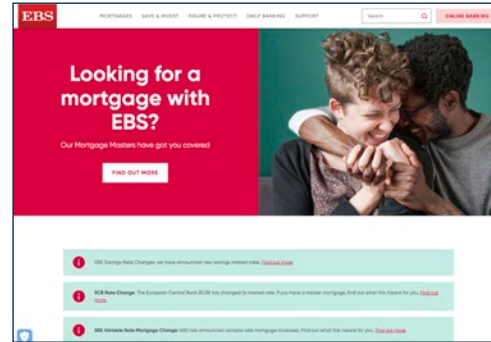 EBS
MORTGAGES SAVE & INVEST INSURE & PROTECT DAILY BANKING SUPPORT Search ONLINE BANKING
Looking for a
mortgage with
EBS?
Our Mortgage Masters have got you covered
FIND OUT MORE
EBS Savings Rate Changes: we have announced new savings interest rates. Find out more.
ECB Rate Change: The European Central Bank (ECB) has changed its interest rate. If you have a tracker mortgage, find out what this means for you. Find out
more.
EBS Variable Rate Mortgage Change: EBS has announced variable rate mortgage increases. Find out what this means for you. Find out more.